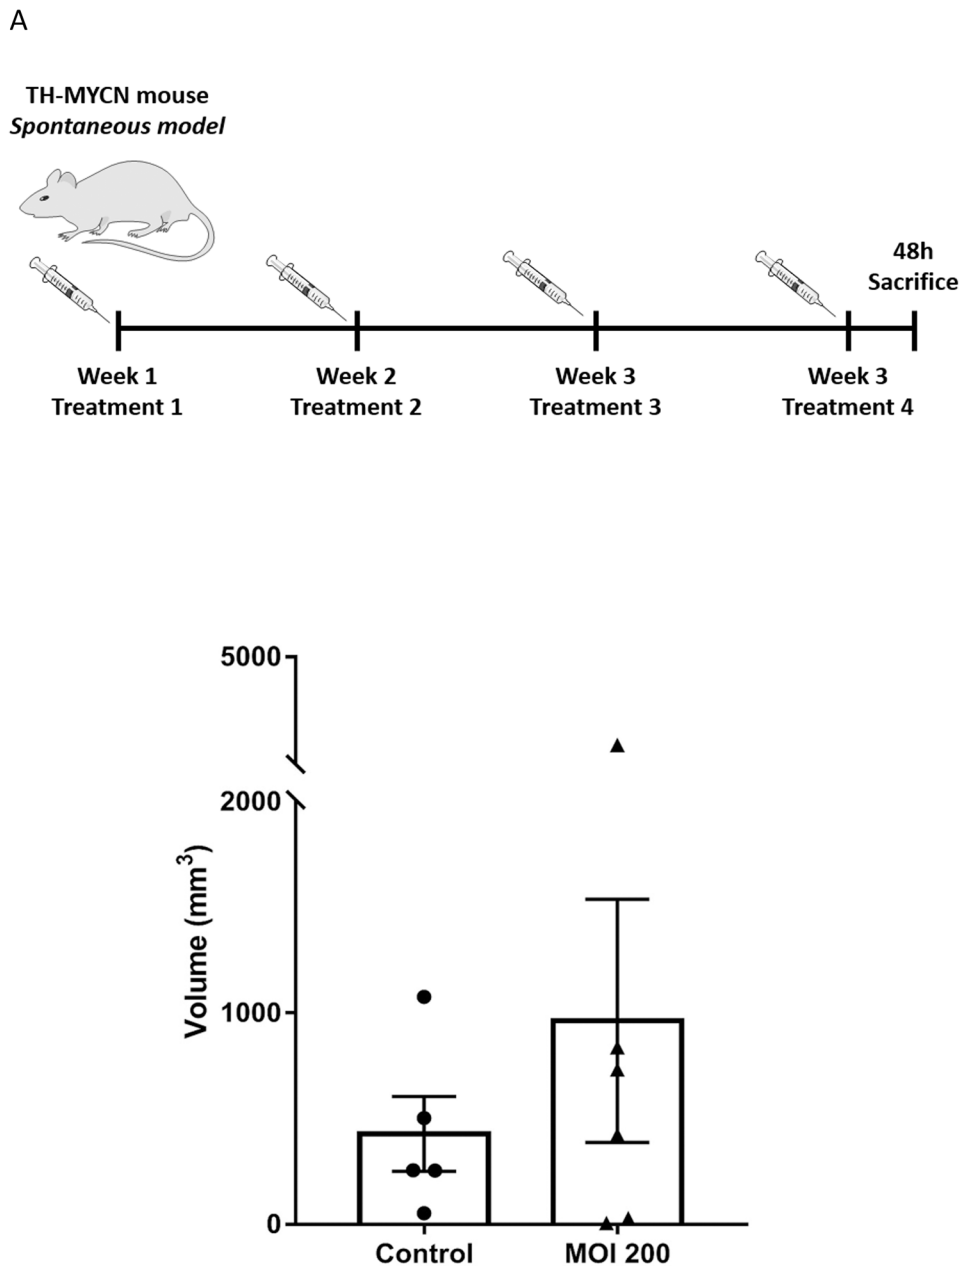 A
TH-MYCN mouse
Spontaneous model
48h
Sacrifice
Week 1
Treatment 1
Week 2
Treatment 2
Week 3
Treatment 3
Week 3
Treatment 4
5000
2000
Volume (mm³)
1000
0
Control
MOI 200